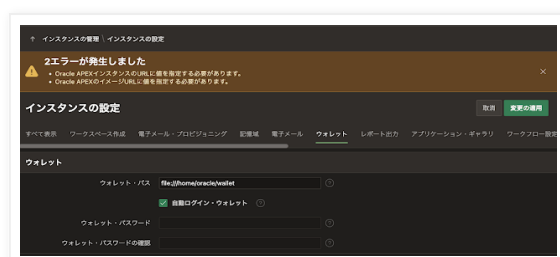 ↑ インスタンスの管理 \ インスタンスの設定
2エラーが発生しました
• Oracle APEXインスタンスのURLに値を指定する必要があります。
• Oracle APEXのイメージURLに値を指定する必要があります。
インスタンスの設定
取消 変更の適用
すべて表示 ワークスペース作成 電子メール・プロビジョニング 記憶域 電子メール ウォレット レポート出力 アプリケーション・ギャラリ ワークフロー設定
ウォレット
ウォレット・パス file:///home/oracle/wallet
自動ログイン・ウォレット
ウォレット・パスワード
ウォレット・パスワードの確認